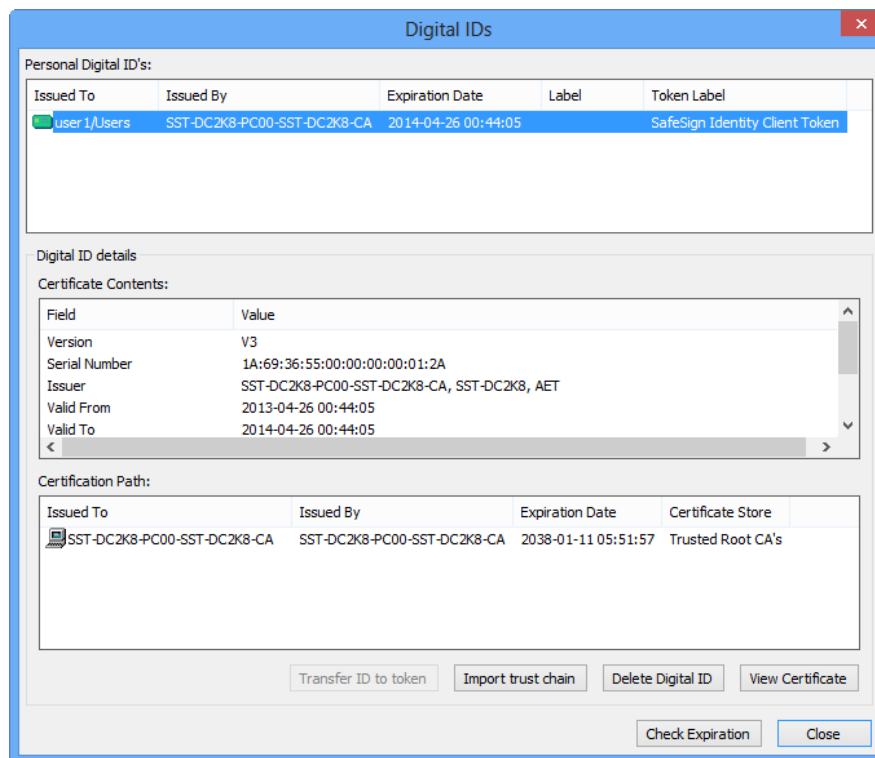 Digital IDs
Personal Digital ID's:
Issued To Issued By Expiration Date Label Token Label
user1/Users SST-DC2K8-PC00-SST-DC2K8-CA 2014-04-26 00:44:05 SafeSign Identity Client Token
Digital ID details
Certificate Contents:
Field Value
Version V3
Serial Number 1A:69:36:55:00:00:00:00:01:2A
Issuer SST-DC2K8-PC00-SST-DC2K8-CA, SST-DC2K8, AET
Valid From 2013-04-26 00:44:05
Valid To 2014-04-26 00:44:05
Certification Path:
Issued To Issued By Expiration Date Certificate Store
SST-DC2K8-PC00-SST-DC2K8-CA SST-DC2K8-PC00-SST-DC2K8-CA 2038-01-11 05:51:57 Trusted Root CA's
Transfer ID to token Import trust chain Delete Digital ID View Certificate
Check Expiration Close